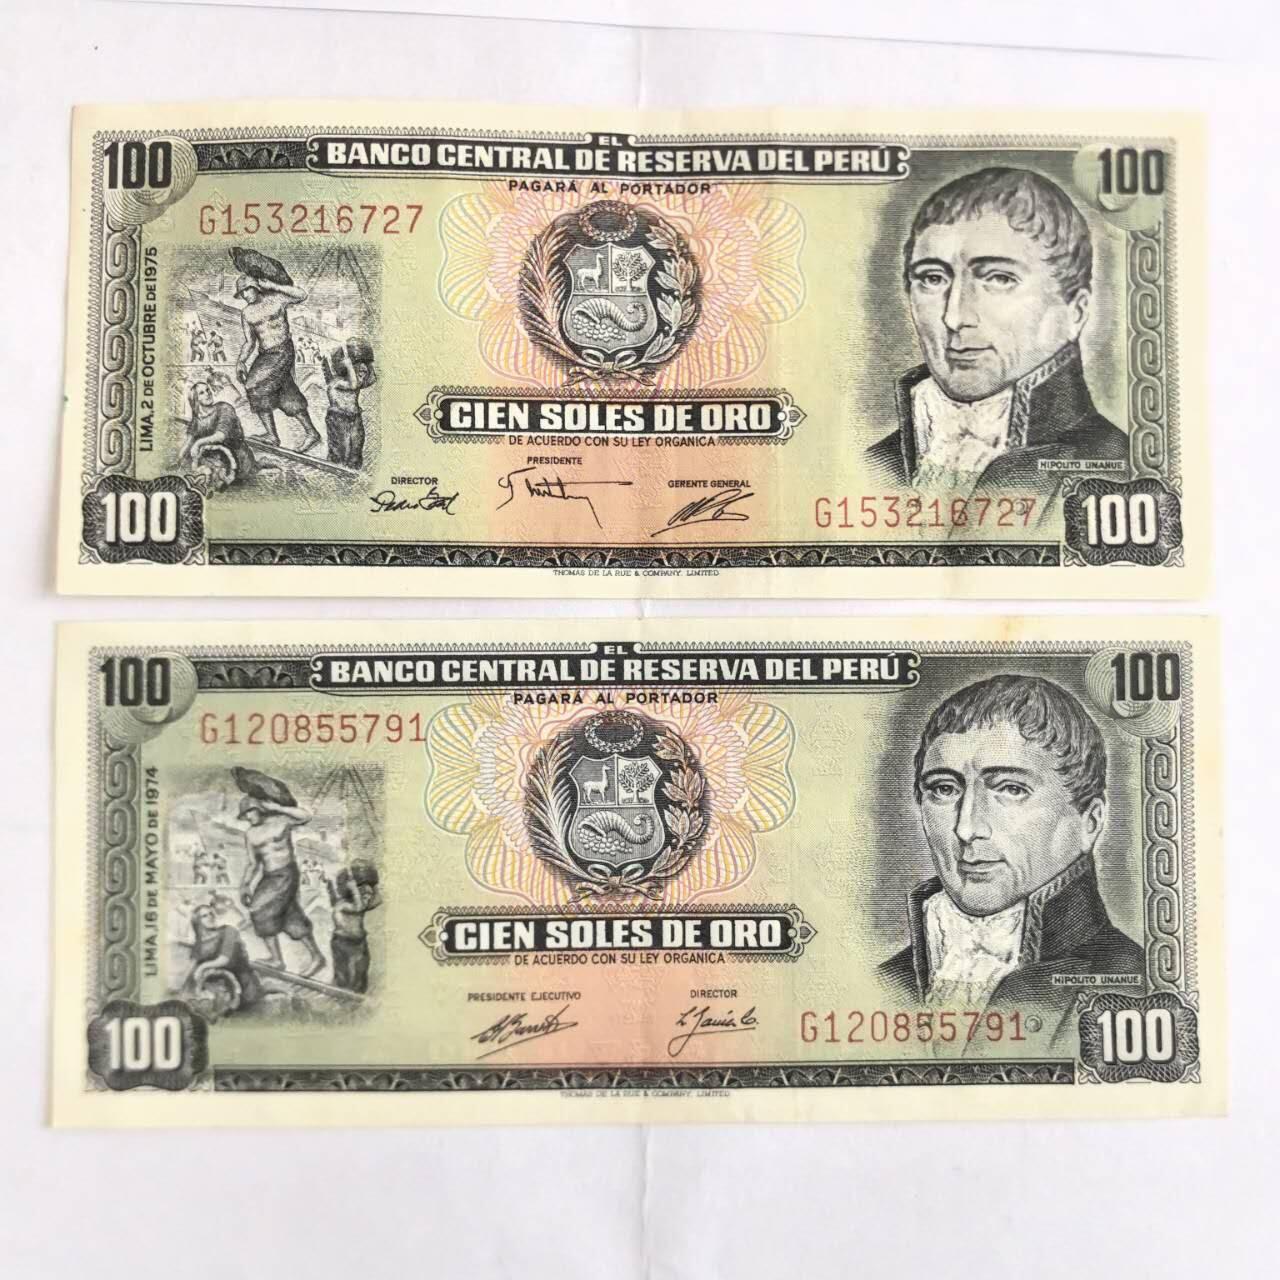 100
EL
BANCO CENTRAL DE RESERVA DEL PERÚ
100
PAGARÁ AL PORTADOR
G153216727
LIMA, 2 DE OCTUBRE DE 1975
CIEN SOLES DE ORO
DE ACUERDO CON SU LEY ORGANICA
PRESIDENTE
DIRECTOR
GERENTE GENERAL
HIPOLITO UNANUE
G153216727
100
100
THOMAS DE LA RUE & COMPANY, LIMITED.
100
EL
BANCO CENTRAL DE RESERVA DEL PERÚ
100
PAGARÁ AL PORTADOR
G120855791
LIMA, 16 DE MAYO DE 1974
CIEN SOLES DE ORO
DE ACUERDO CON SU LEY ORGANICA
HIPOLITO UNANUE
PRESIDENTE EJECUTIVO
DIRECTOR
G120855791
100
100
THOMAS DE LA RUE & COMPANY, LIMITED.